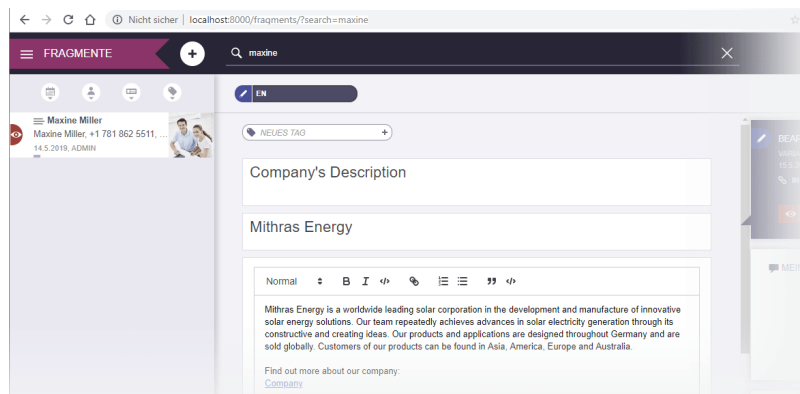 Nicht sicher | localhost:8000/fragments/?search=maxine
FRAGMENTE
maxine
EN
Maxine Miller
Maxine Miller, +1 781 862 5511, ...
14.5.2019, ADMIN
NEUES TAG
Company's Description
Mithras Energy
Normal
Mithras Energy is a worldwide leading solar corporation in the development and manufacture of innovative
solar energy solutions. Our team repeatedly achieves advances in solar electricity generation through its
constructive and creating ideas. Our products and applications are designed throughout Germany and are
sold globally. Customers of our products can be found in Asia, America, Europe and Australia.
Find out more about our company:
Company
BEAR
MEIN